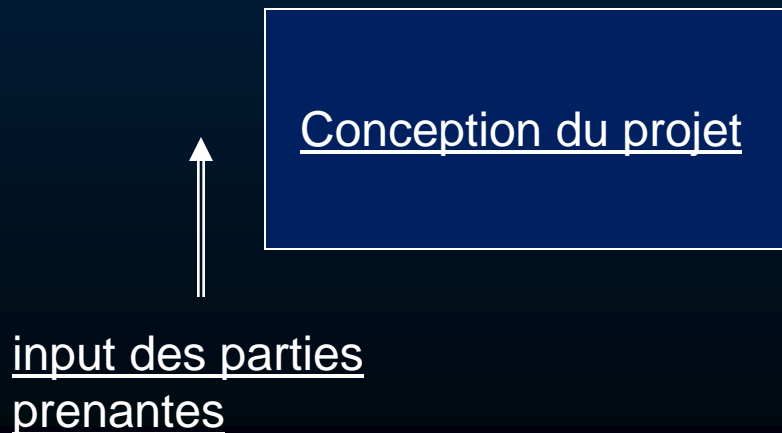 Conception du projet
input des parties
prenantes